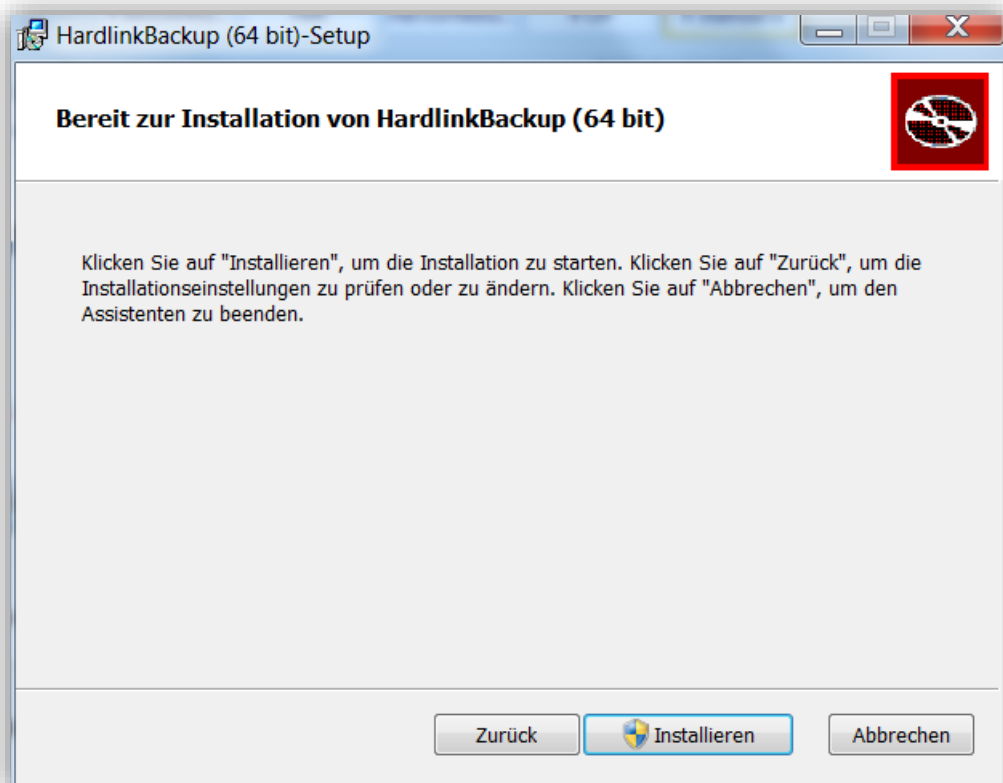 HardlinkBackup (64 bit)-Setup
Bereit zur Installation von HardlinkBackup (64 bit)
Klicken Sie auf "Installieren", um die Installation zu starten. Klicken Sie auf "Zurück", um die
Installationseinstellungen zu prüfen oder zu ändern. Klicken Sie auf "Abbrechen", um den
Assistenten zu beenden.
Zurück
Installieren
Abbrechen